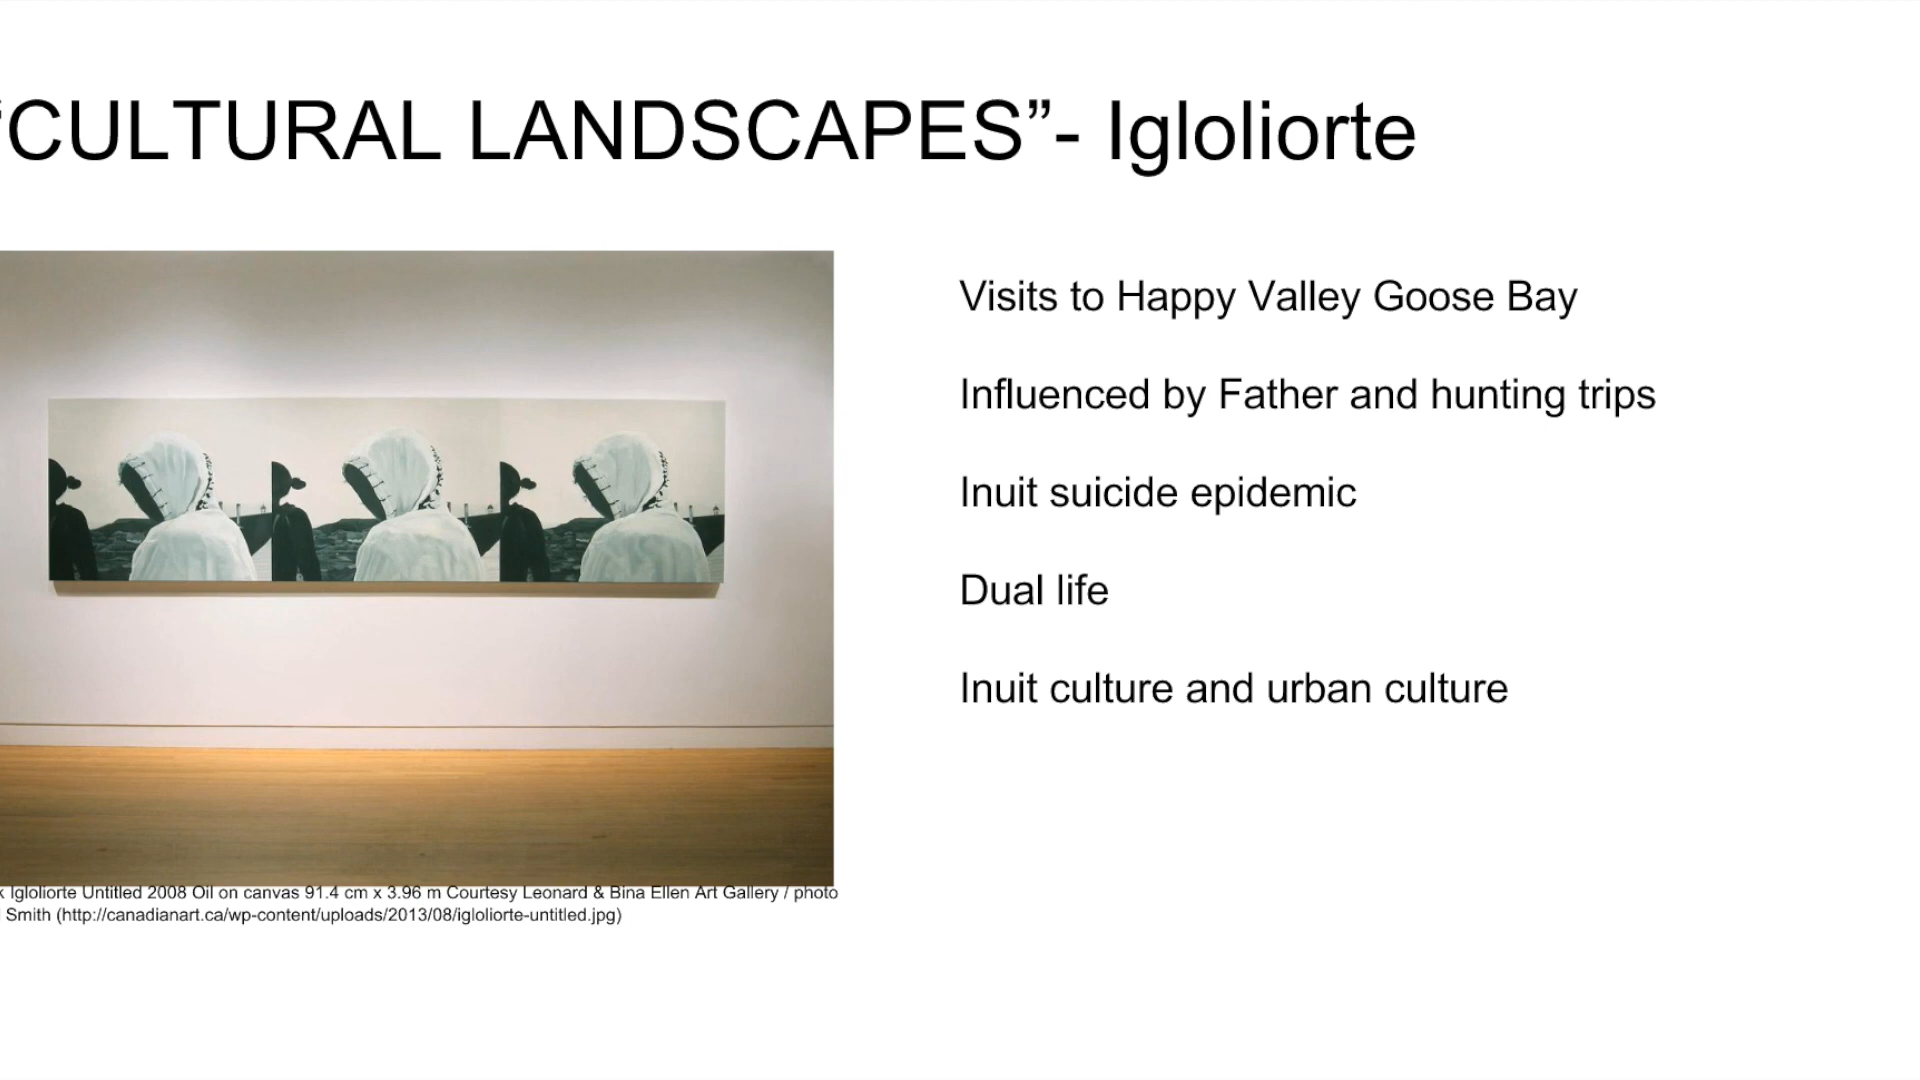 “CULTURAL LANDSCAPES”- Igloliorte
Visits to Happy Valley Goose Bay
Influenced by Father and hunting trips
Inuit suicide epidemic
Dual life
Inuit culture and urban culture
Igloliorte Untitled 2008 Oil on canvas 91.4 cm x 3.96 m Courtesy Leonard & Bina Ellen Art Gallery / photo
Smith (http://canadianart.ca/wp-content/uploads/2013/08/igloliorte-untitled.jpg)